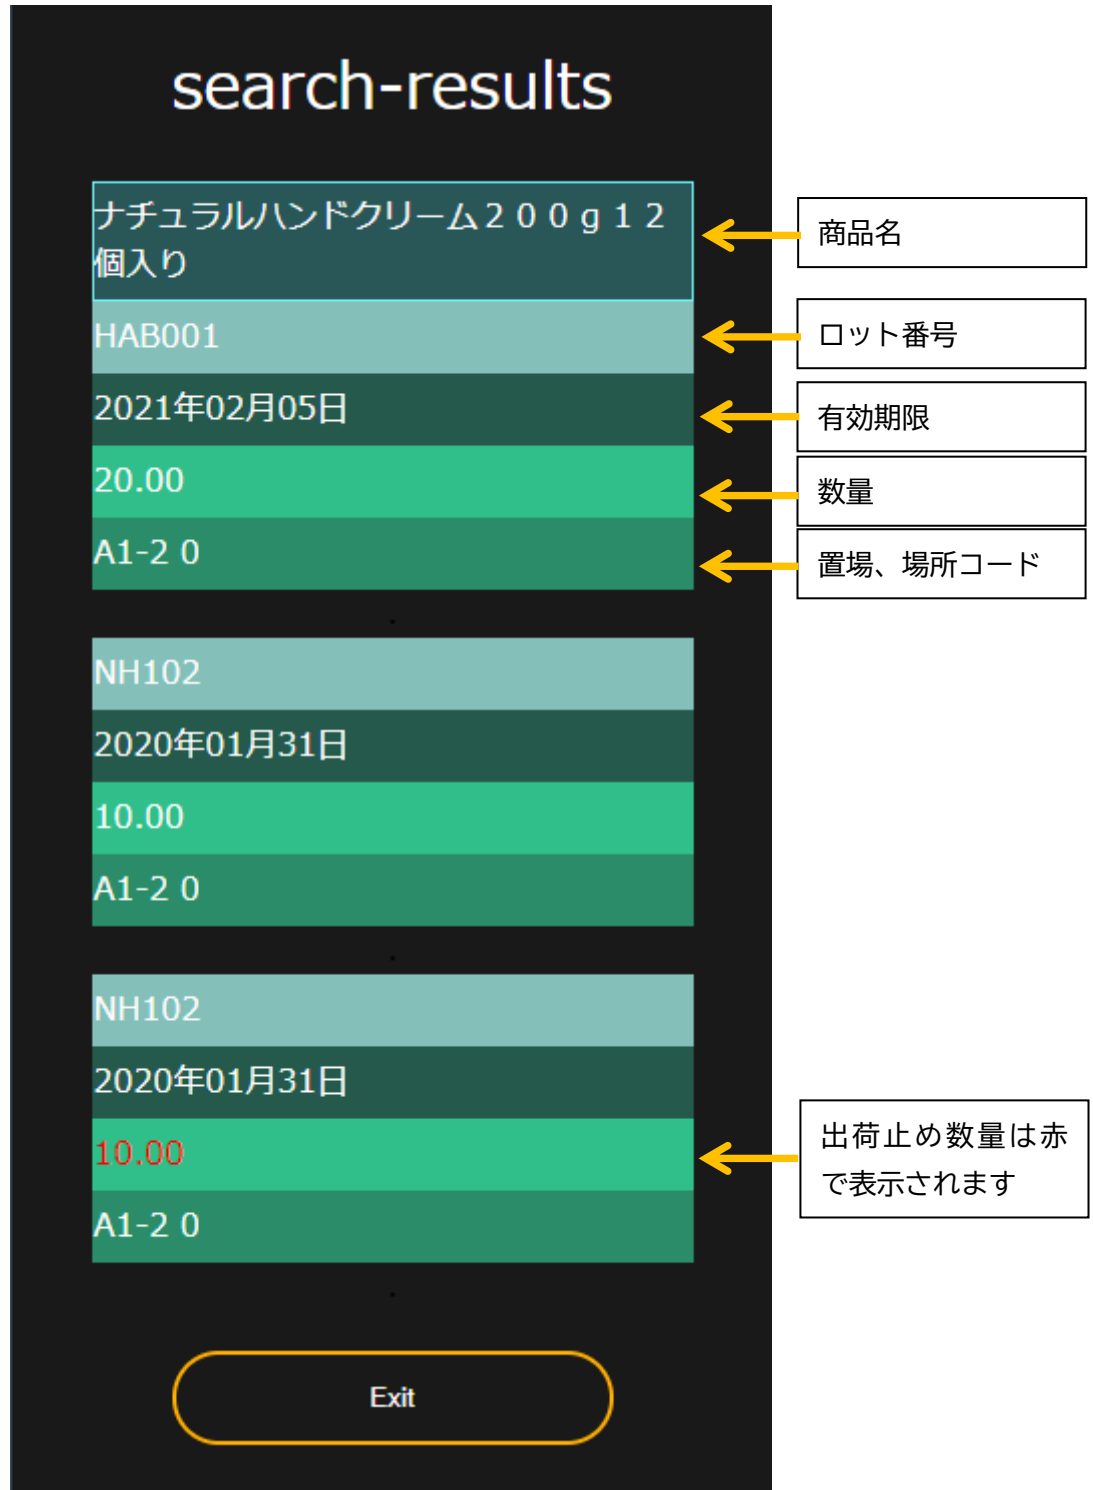 search-results
ナチュラルハンドクリーム２００ｇ１２
個入り
商品名
HAB001
ロット番号
2021年02月05日
有効期限
20.00
数量
A1-2 0
置場、場所コード
.
NH102
2020年01月31日
10.00
A1-2 0
.
NH102
2020年01月31日
10.00
出荷止め数量は赤
で表示されます
A1-2 0
.
Exit